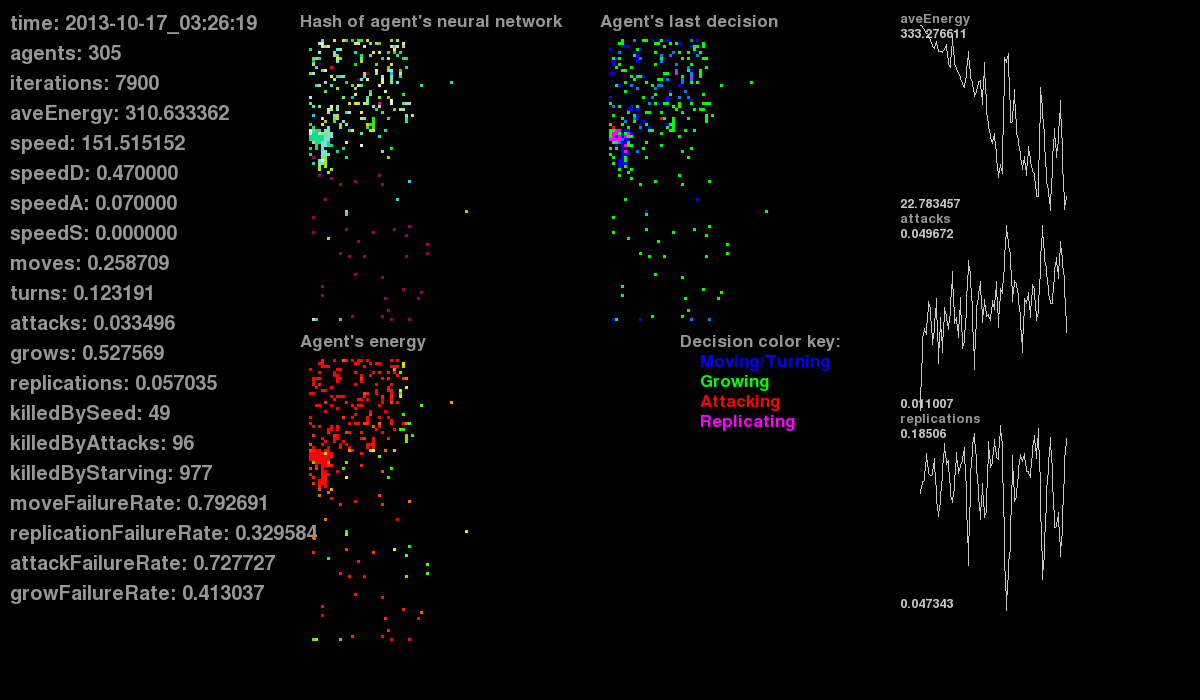 time: 2013-10-17_03:26:19
agents: 305
iterations: 7900
aveEnergy: 310.633362
speed: 151.515152
speedD: 0.470000
speedA: 0.070000
speedS: 0.000000
moves: 0.258709
turns: 0.123191
attacks: 0.033496
grows: 0.527569
replications: 0.057035
killedBySeed: 49
killedByAttacks: 96
killedByStarving: 977
moveFailureRate: 0.792691
replicationFailureRate: 0.329584
attackFailureRate: 0.727727
growFailureRate: 0.413037
Hash of agent's neural network
Agent's last decision
Agent's energy
Decision color key:
Moving/Turning
Growing
Attacking
Replicating
aveEnergy
333.276611
22.783457
attacks
0.049672
0.011007
replications
0.18506
0.047343